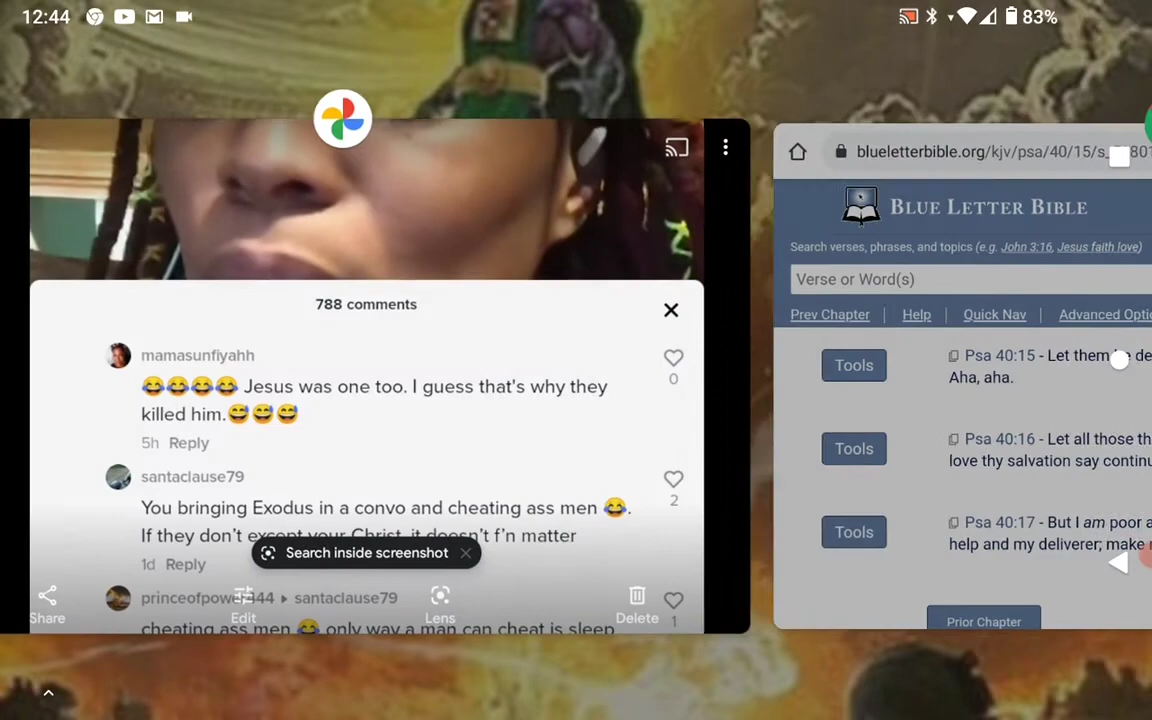 12:44
83%
788 comments
mamasunfiyahh
😂😂😂😂 Jesus was one too. I guess that's why they
killed him.😅😅😅
0
5h Reply
santaclause79
You bringing Exodus in a convo and cheating ass men 😂.
If they don't except your Christ, it doesn't f'n matter
2
1d Reply
Search inside screenshot
princeofpower444 ▸ santaclause79
cheating ass men 😂 only way a man can cheat is sleep
1
Share
Edit
Lens
Delete
blueletterbible.org/kjv/psa/40/15/s_
BLUE LETTER BIBLE
Search verses, phrases, and topics (e.g. John 3:16, Jesus faith love)
Verse or Word(s)
Prev Chapter | Help | Quick Nav | Advanced Optio
Tools
Psa 40:15 - Let them be de
Aha, aha.
Tools
Psa 40:16 - Let all those th
love thy salvation say continu
Tools
Psa 40:17 - But I am poor a
help and my deliverer; make
Prior Chapter